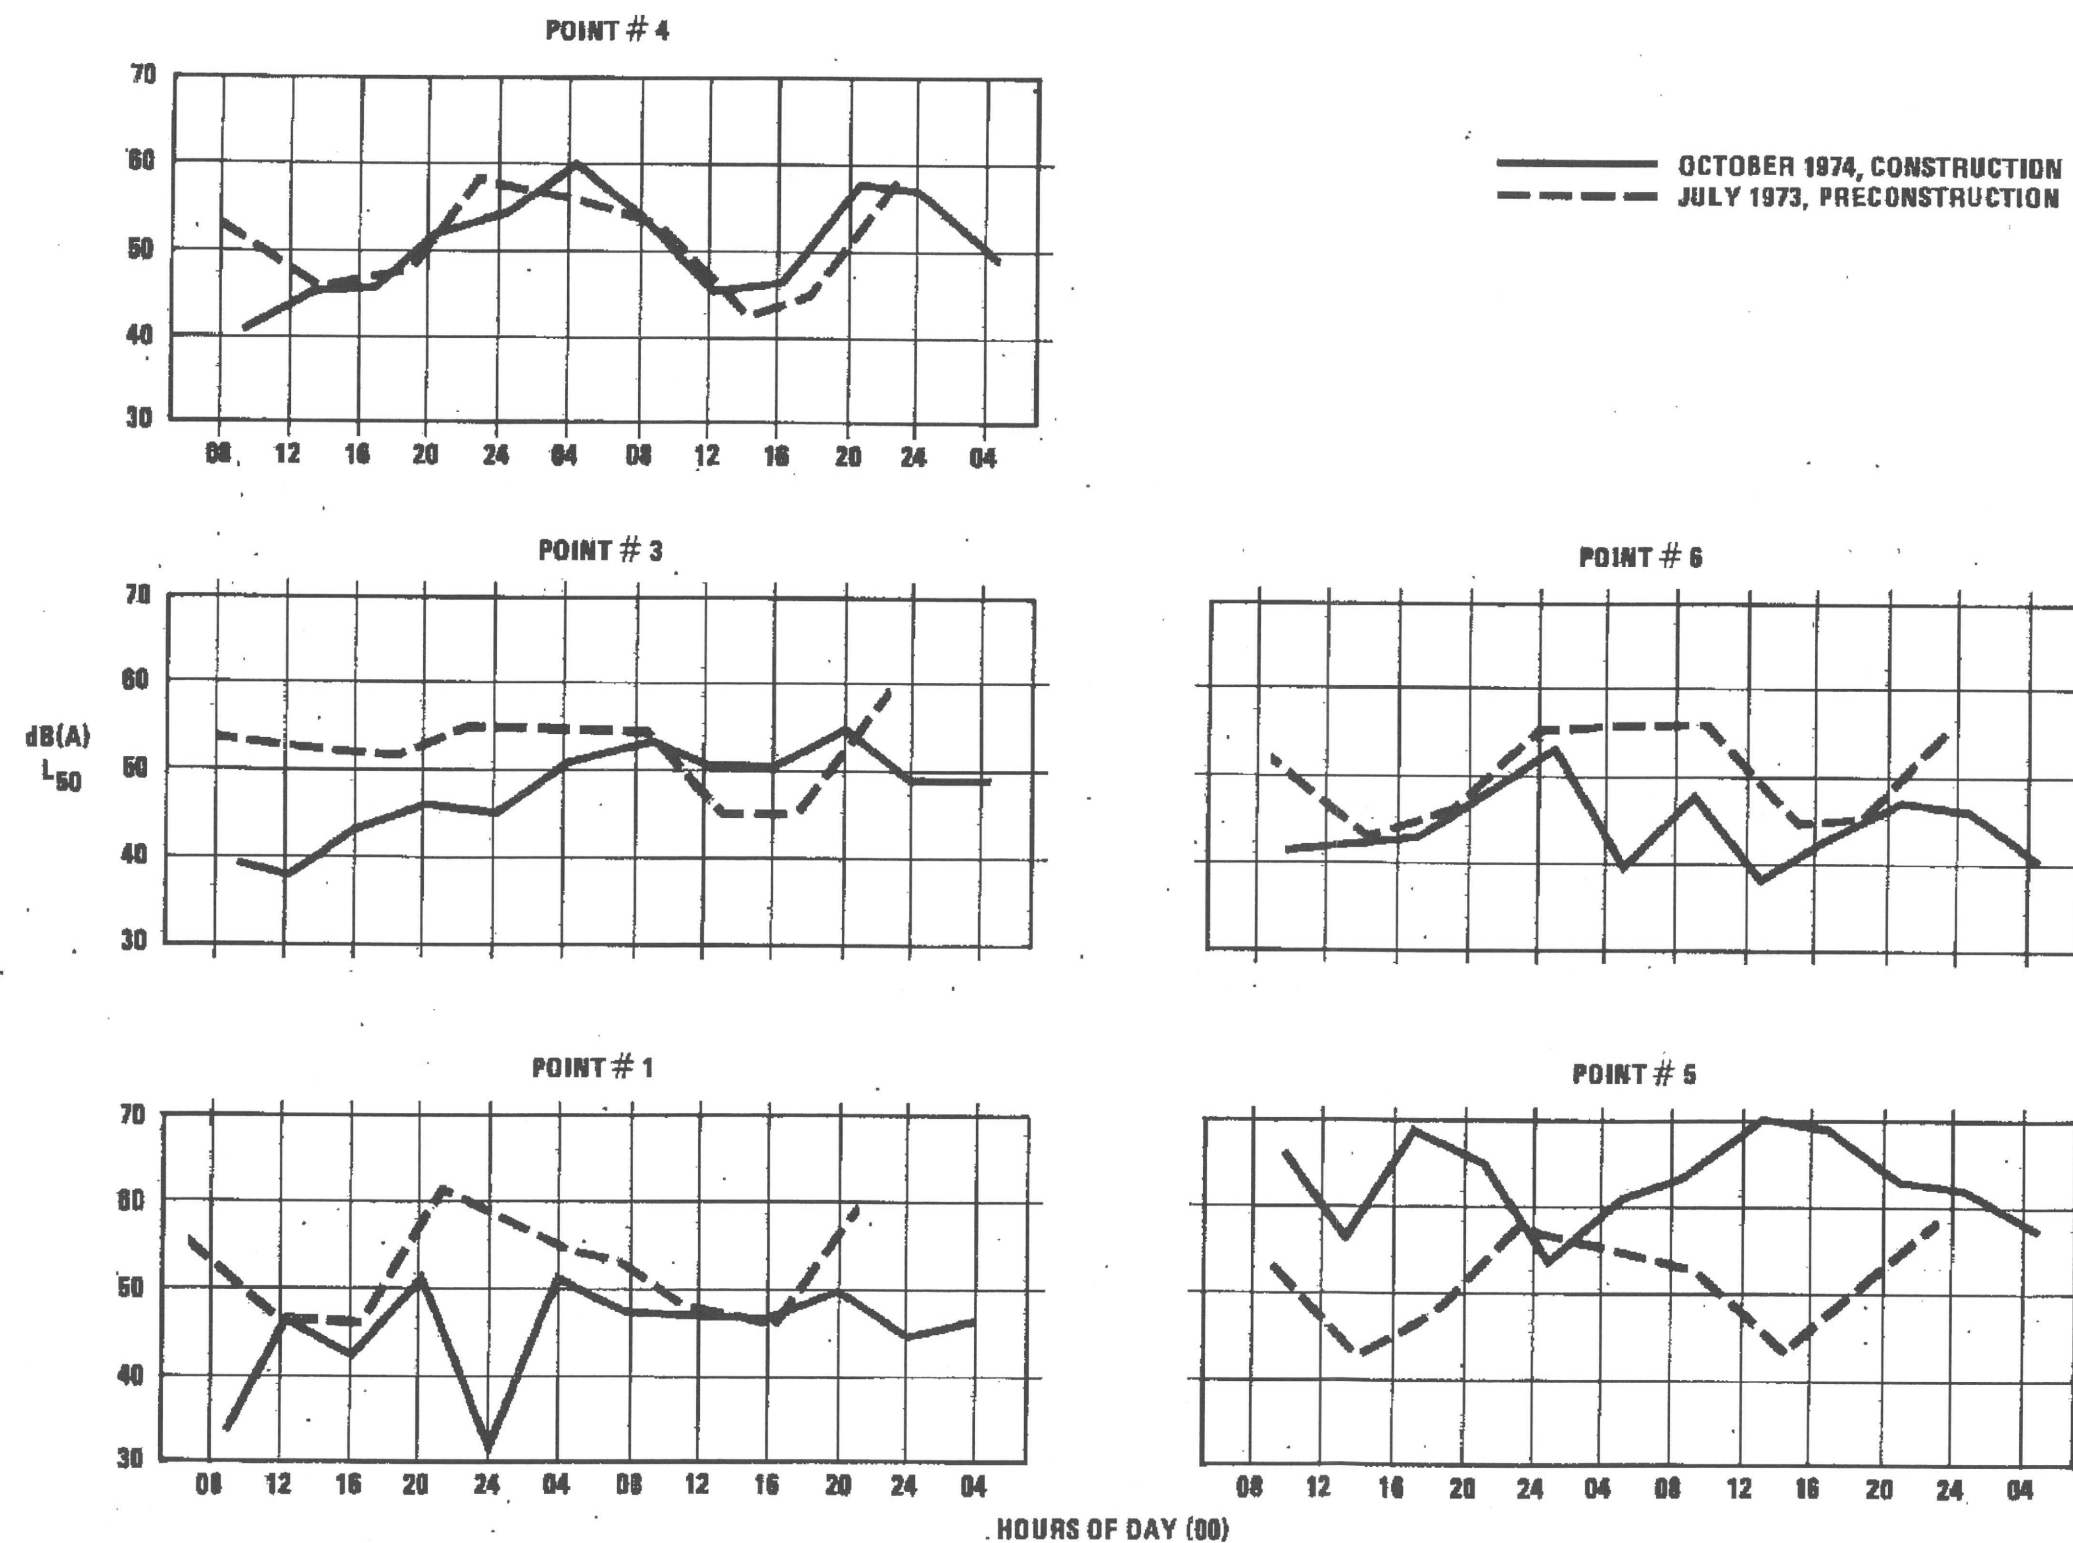 POINT # 4
70
60
50
40
30
08 12 16 20 24 04 08 12 16 20 24 04
OCTOBER 1974, CONSTRUCTION
JULY 1973, PRECONSTRUCTION
POINT # 3
70
60
50
40
30
dB(A)
L50
POINT # 6
POINT # 1
70
60
50
40
30
08 12 16 20 24 04 08 12 16 20 24 04
POINT # 5
08 12 16 20 24 04 08 12 16 20 24 04
HOURS OF DAY (00)